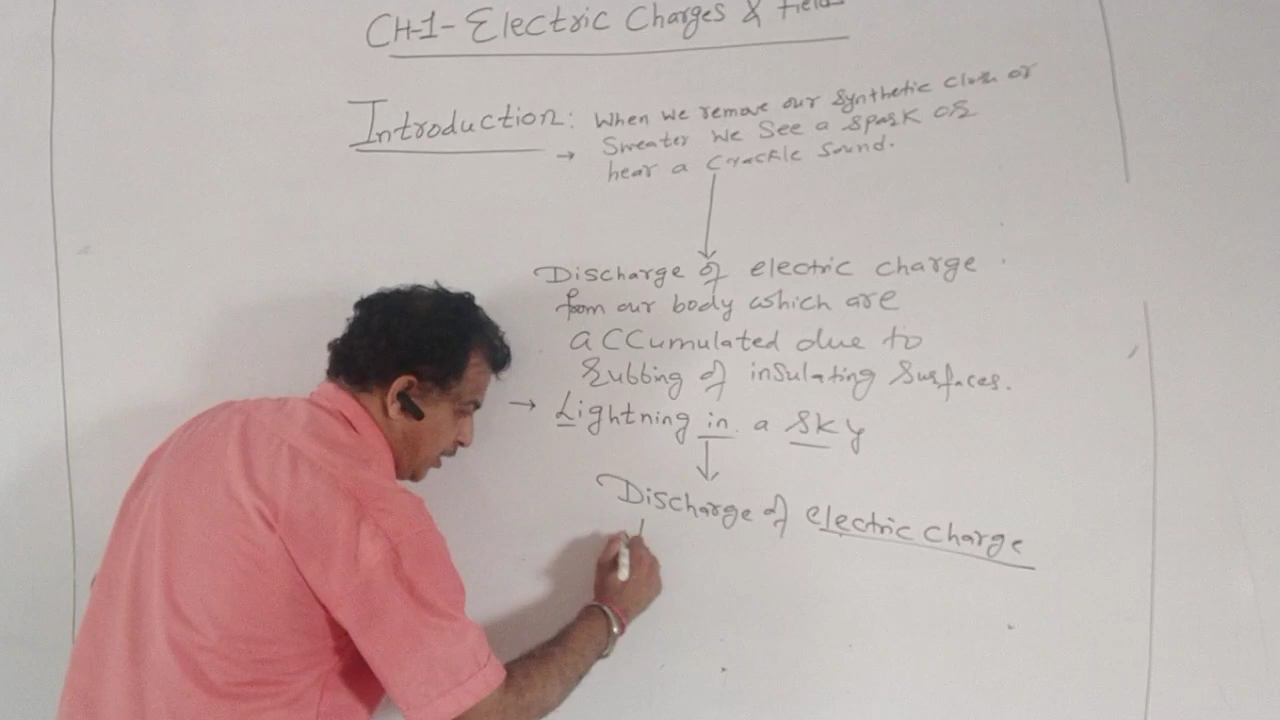 CH-1- Electric Charges & Field
Introduction: When we remove our Synthetic cloth or
→ Sweater we see a spark or
hear a crackle sound.
Discharge of electric charge
from our body which are
accumulated due to
Rubbing of insulating surfaces.
→ Lightning in a sky
Discharge of electric charge